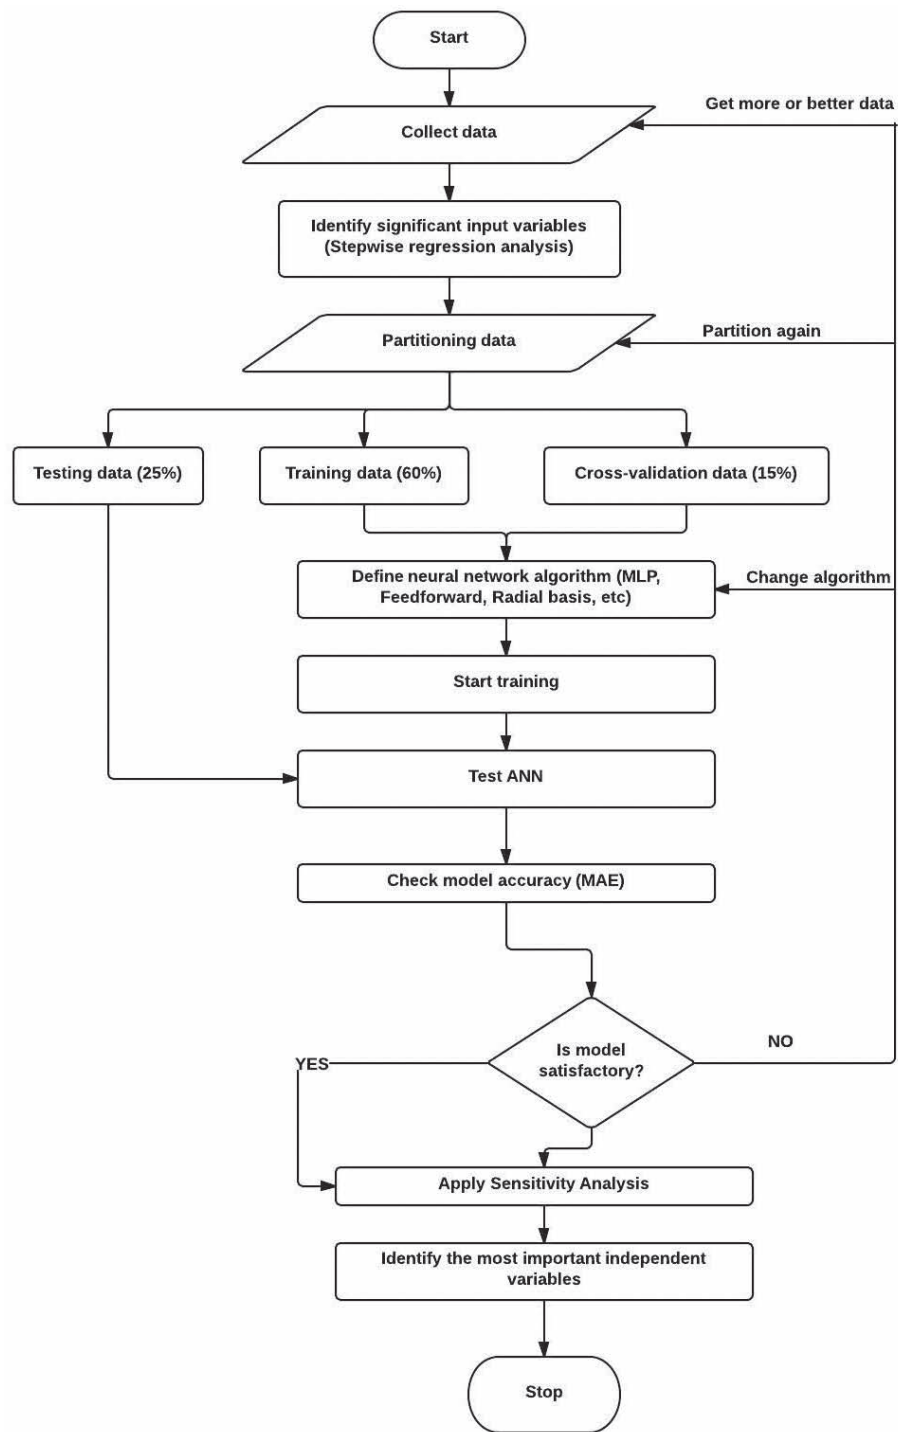 Start
Get more or better data
Collect data
Identify significant input variables
(Stepwise regression analysis)
Partition again
Partitioning data
Testing data (25%)
Training data (60%)
Cross-validation data (15%)
Define neural network algorithm (MLP,
Feedforward, Radial basis, etc)
Change algorithm
Start training
Test ANN
Check model accuracy (MAE)
Is model
satisfactory?
NO
YES
Apply Sensitivity Analysis
Identify the most important independent
variables
Stop